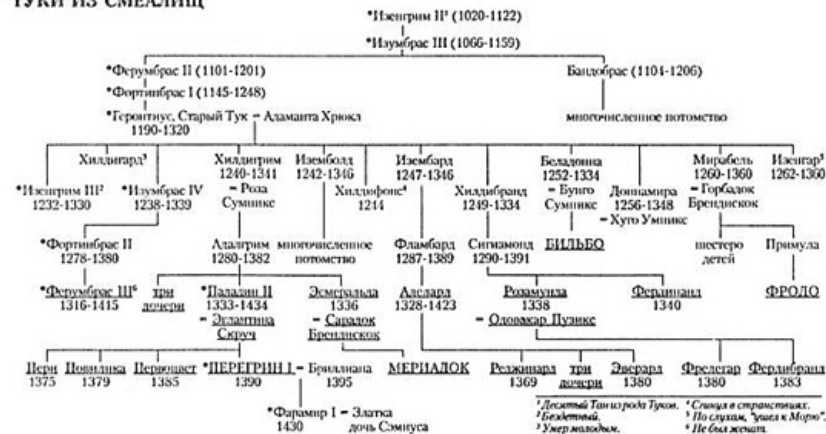 ТУКИ ИЗ СМЕАЛИЩ
*Изенгрим II¹ (1020-1122)
*Изумбрас III (1066-1159)
*Ферумбрас II (1101-1201) Бандобрас (1104-1206)
*Фортинбрас I (1145-1248)
*Геронтиус, Старый Тук = Адаманта Хрюкл многочисленное потомство
1190-1320
Хилдигард³ Хилдигрим Изембoлд Изембард Беладонна Мирабель Изенгар⁵
1240-1341 1242-1346 1247-1346 1252-1334 1260-1360 1262-1360
*Изенгрим III² *Изумбрас IV = Роза Хилдифонс⁴ Хилдибранд = Бунго Доннамира = Горбадок
1232-1330 1238-1339 Сумникс 1244 1249-1334 Сумникс 1256-1348 Брендискок
= Хуго Умникс
*Фортинбрас II Адалгрим многочисленное Фламбард Сигизмонд БИЛЬБО шестеро Примула
1278-1380 1280-1382 потомство 1287-1389 1290-1391 детей
*Ферумбрас III⁶ три *Паладин II Эсмеральда Аделард Розамунда Фердинанд ФРОДО
1316-1415 дочери 1333-1434 1336 1328-1423 1338 1340
= Эглантина = Сарадок = Одовакар Пузикс
Скруч Брендискок
Перл Повилика Первоцвет *ПЕРЕГРИН I = Бриллиана МЕРИАДОК Реджинард три Эверард Фредегар Фердибранд
1375 1379 1385 1390 1395 1369 дочери 1380 1380 1383
*Фарамир I = Златка
1430 дочь Сэмиуса
¹ Десятый Тан из рода Туков. ⁴ Сгинул в странствиях.
² Бездетный. ⁵ По слухам, "ушел к Морю".
³ Умер молодым. ⁶ Не был женат.